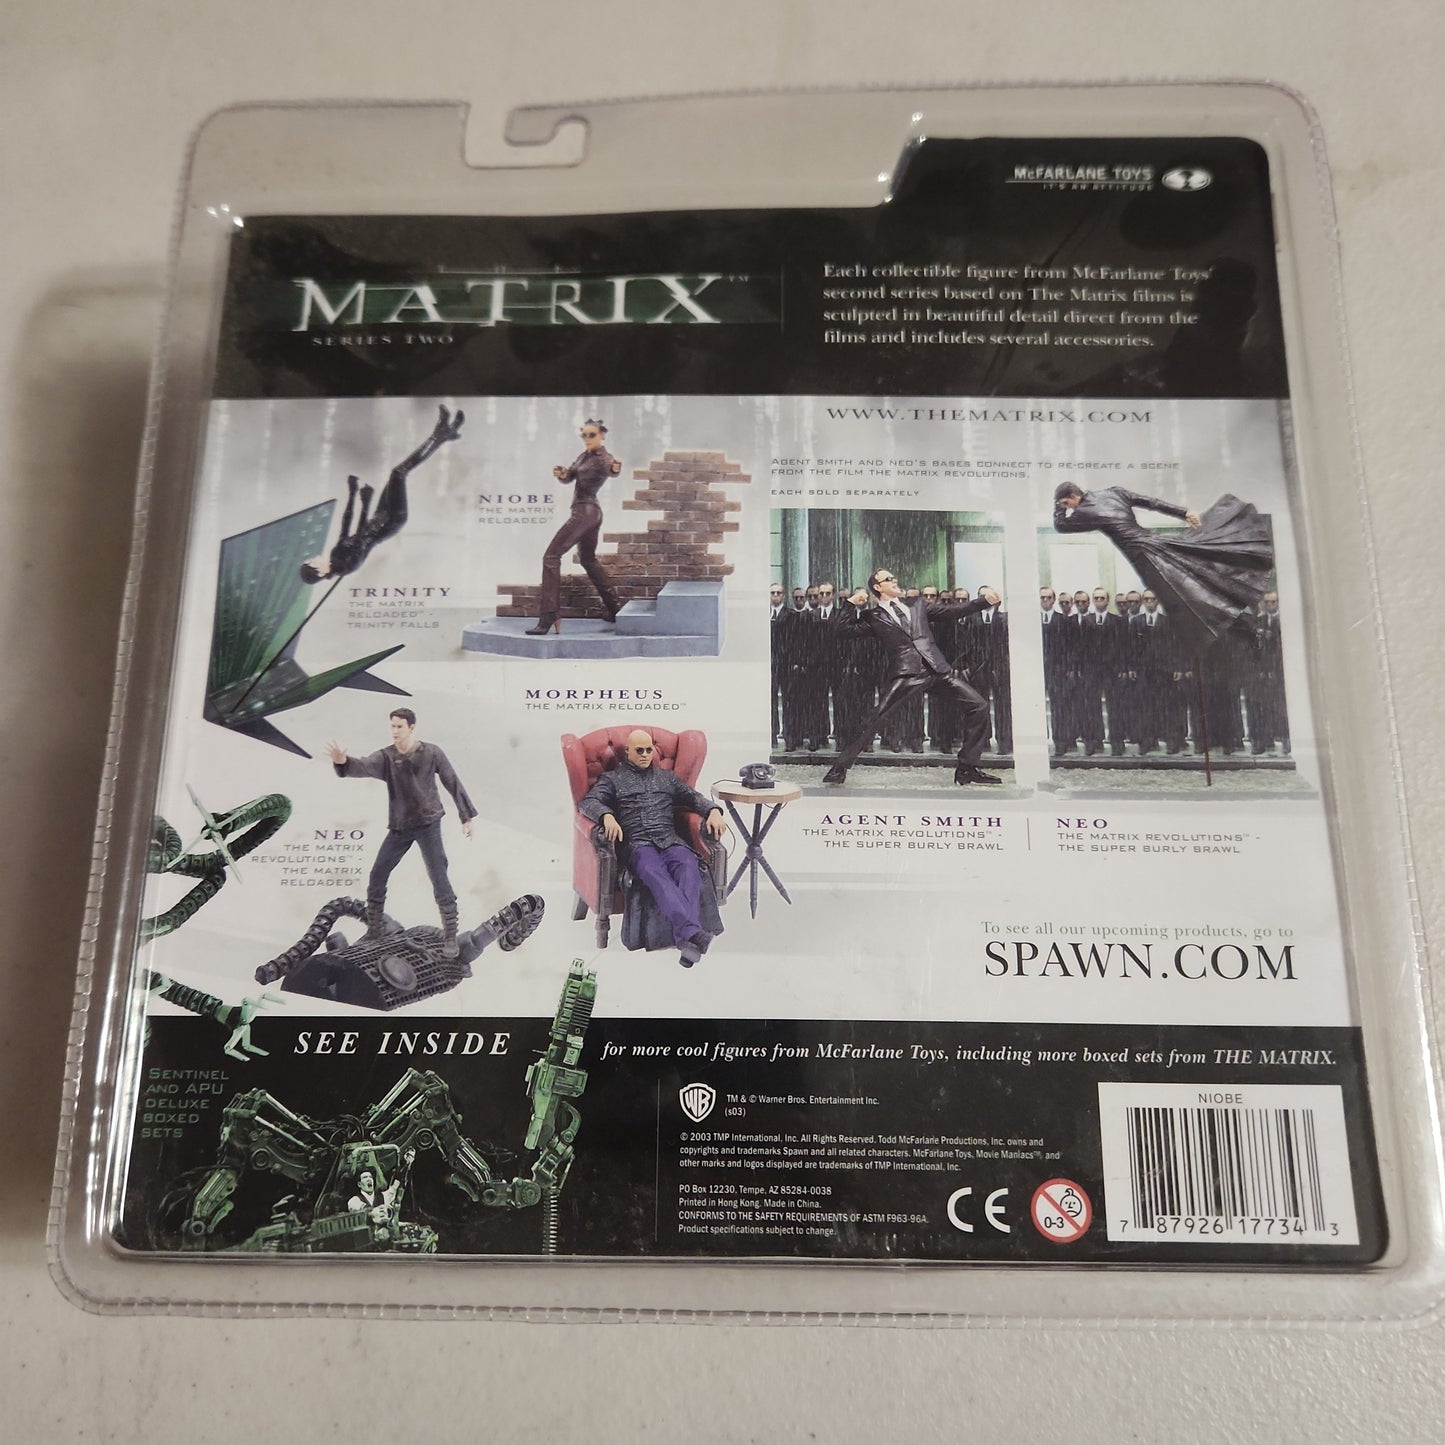 McFARLANE TOYS
IT'S AN ATTITUDE
MATRIX™
SERIES TWO
Each collectible figure from McFarlane Toys'
second series based on The Matrix films is
sculpted in beautiful detail direct from the
films and includes several accessories.
WWW.THEMATRIX.COM
AGENT SMITH AND NEO'S BASES CONNECT TO RE-CREATE A SCENE
FROM THE FILM THE MATRIX REVOLUTIONS.
EACH SOLD SEPARATELY
NIOBE
THE MATRIX
RELOADED™
TRINITY
THE MATRIX
RELOADED™ -
TRINITY FALLS
MORPHEUS
THE MATRIX RELOADED™
NEO
THE MATRIX
REVOLUTIONS™ -
THE MATRIX
RELOADED™
AGENT SMITH
THE MATRIX REVOLUTIONS™ -
THE SUPER BURLY BRAWL
NEO
THE MATRIX REVOLUTIONS™ -
THE SUPER BURLY BRAWL
To see all our upcoming products, go to
SPAWN.COM
SEE INSIDE for more cool figures from McFarlane Toys, including more boxed sets from THE MATRIX.
SENTINEL
AND APU
DELUXE
BOXED
SETS
WB
TM & © Warner Bros. Entertainment Inc.
(s03)
© 2003 TMP International, Inc. All Rights Reserved. Todd McFarlane Productions, Inc. owns and
copyrights and trademarks Spawn and all related characters. McFarlane Toys, Movie Maniacs™, and
other marks and logos displayed are trademarks of TMP International, Inc.
PO Box 12230, Tempe, AZ 85284-0038
Printed in Hong Kong. Made in China.
CONFORMS TO THE SAFETY REQUIREMENTS OF ASTM F963-96A.
Product specifications subject to change.
CE
0-3
NIOBE
7 87926 17734 3